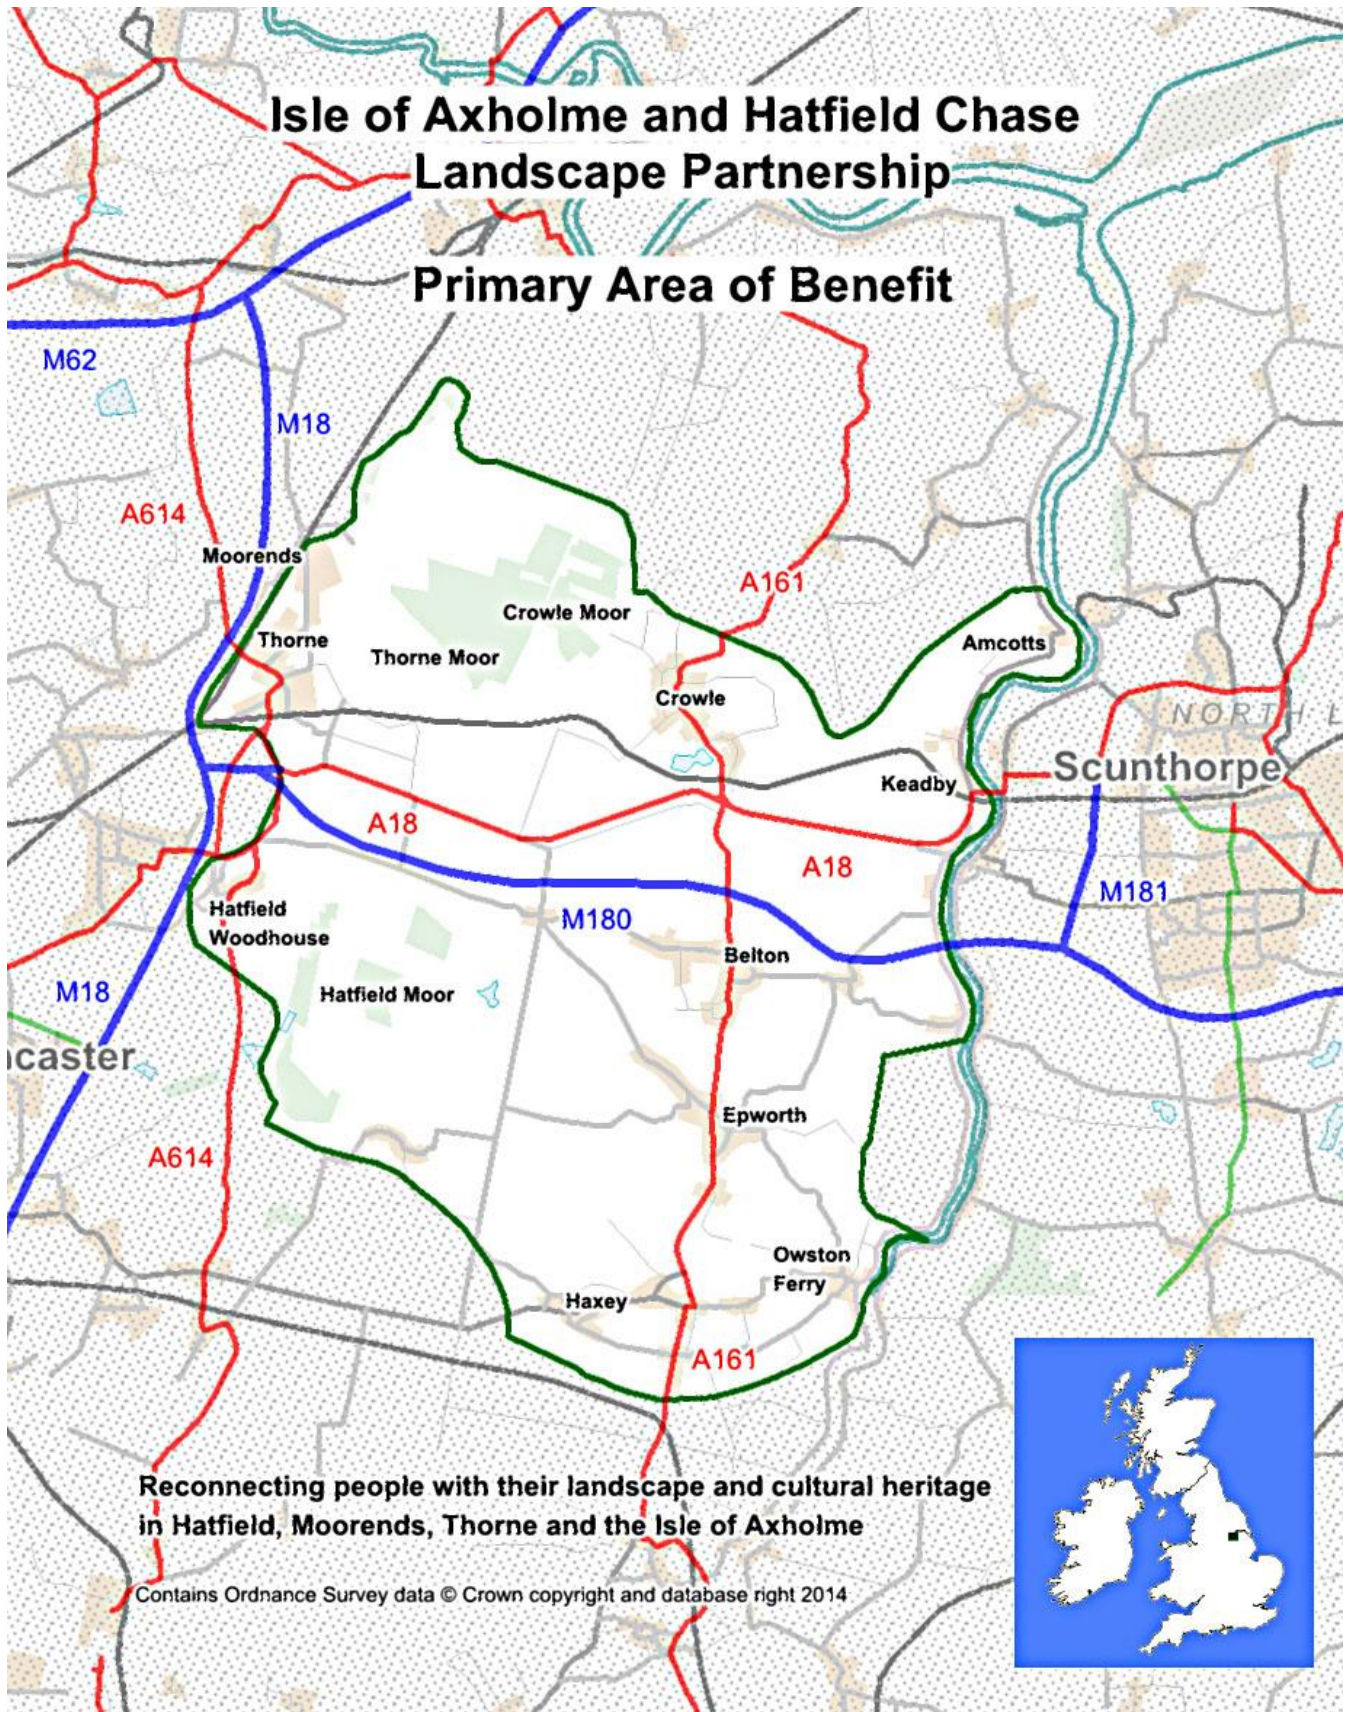 Isle of Axholme and Hatfield Chase
Landscape Partnership
Primary Area of Benefit
M62
M18
A614
Moorends
A161
Crowle Moor
Thorne
Amcotts
Thorne Moor
Crowle
NORTH L
Scunthorpe
Keadby
A18
A18
M181
M180
Hatfield
Woodhouse
Belton
M18
Hatfield Moor
caster
Epworth
A614
Owston
Ferry
Haxey
A161
Reconnecting people with their landscape and cultural heritage
in Hatfield, Moorends, Thorne and the Isle of Axholme
Contains Ordnance Survey data © Crown copyright and database right 2014